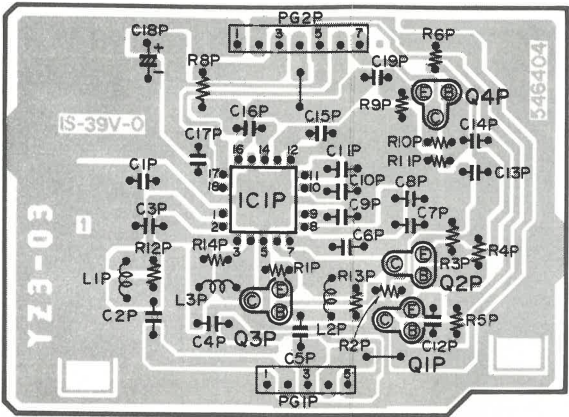 C18P
+
-
PG2P
1 3 5 7
R6P
R8P
C19P
R9P
E
B
C
Q4P
546404
IS-39V-0
C16P
C15P
R10P
R11P
C14P
C13P
C17P
16 14 12
C1P
17
18
IC1P
11
10
C11P
C10P
C8P
C3P
1
2
9
8
C9P
C7P
1
R12P
R14P
3 5 7
C6P
R3P
R4P
L1P
R1P
R13P
C
E
B
Q2P
L3P
C
E
B
L2P
C2P
C4P
Q3P
C5P
R2P
C
E
B
C12P
R5P
Q1P
YZ3-03
3 5
PG1P